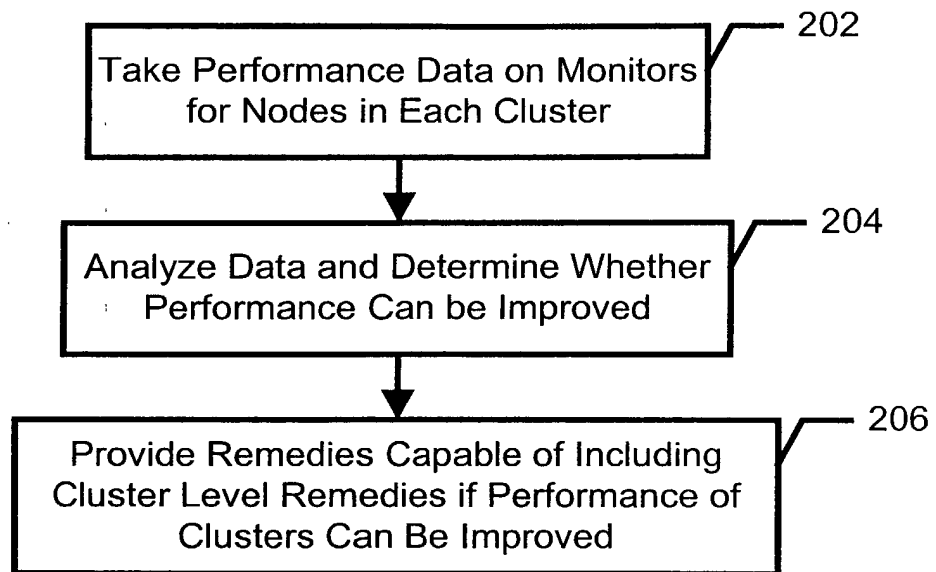 202
Take Performance Data on Monitors
for Nodes in Each Cluster
204
Analyze Data and Determine Whether
Performance Can be Improved
206
Provide Remedies Capable of Including
Cluster Level Remedies if Performance of
Clusters Can Be Improved